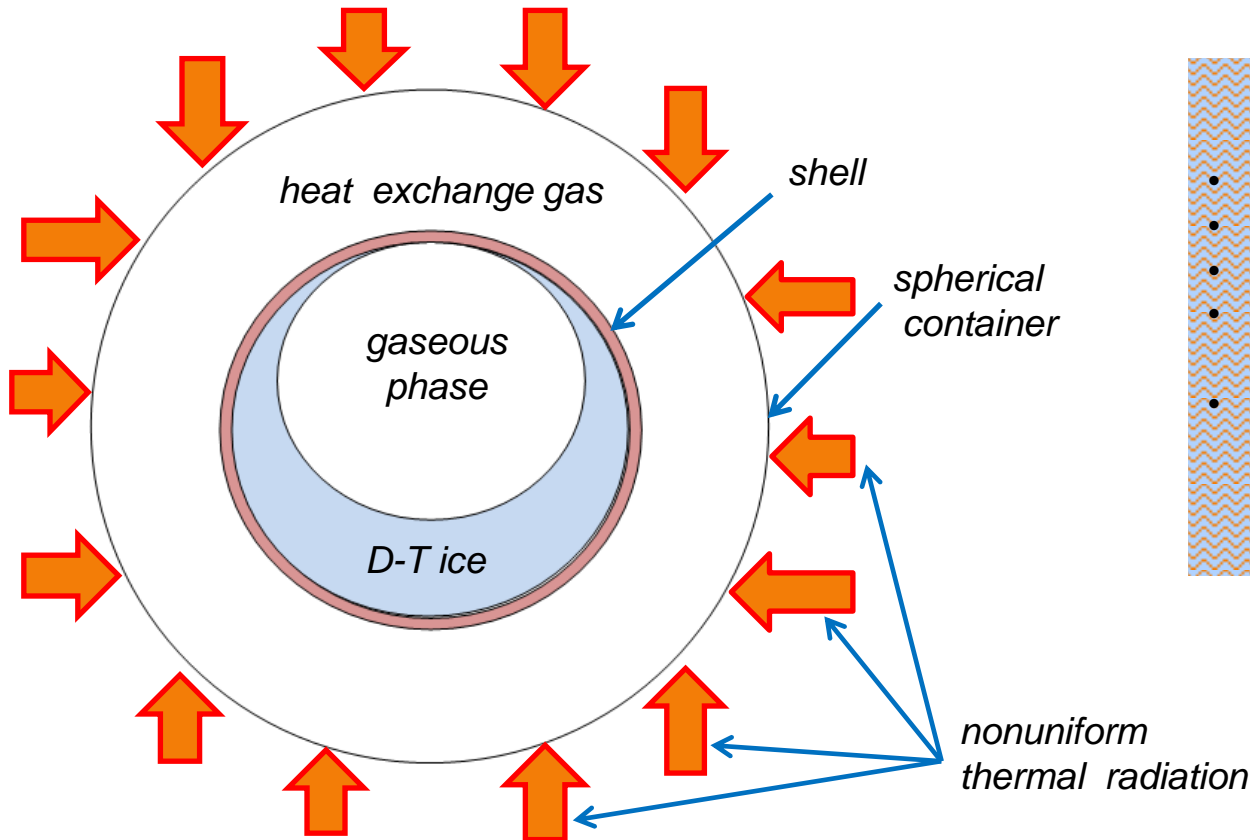 heat exchange gas
shell
spherical
container
gaseous
phase
D-T ice
nonuniform
thermal radiation